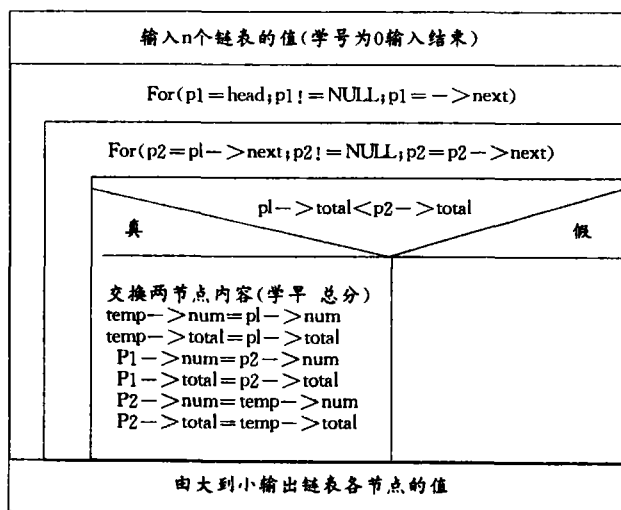 输入n个链表的值(学号为0输入结束)
For(p1=head;p1!=NULL;p1=->next)
For(p2=pl->next;p2!=NULL;p2=p2->next)
pl->total<p2->total
真
假
交换两节点内容(学早 总分)
temp->num=pl->num
temp->total=pl->total
P1->num=p2->num
P1->total=p2->total
P2->num=temp->num
P2->total=temp->total
由大到小输出链表各节点的值